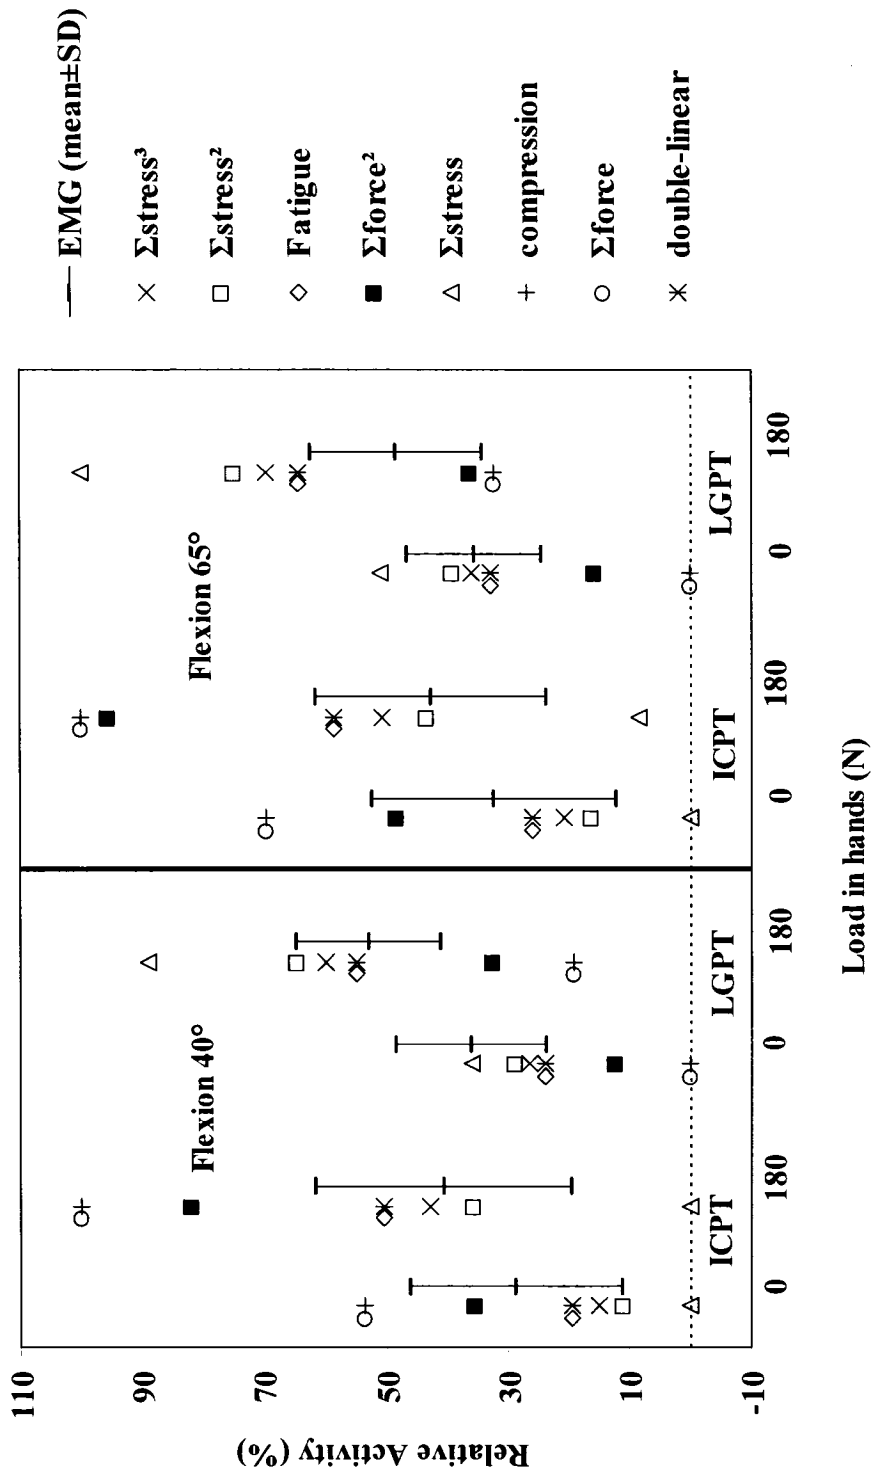 EMG (mean±SD)
Σstress³
Σstress²
Fatigue
Σforce²
Σstress
compression
Σforce
double-linear
Relative Activity (%)
110
90
70
50
30
10
-10
Flexion 40°
Flexion 65°
ICPT
LGPT
ICPT
LGPT
0
180
0
180
0
180
0
180
Load in hands (N)